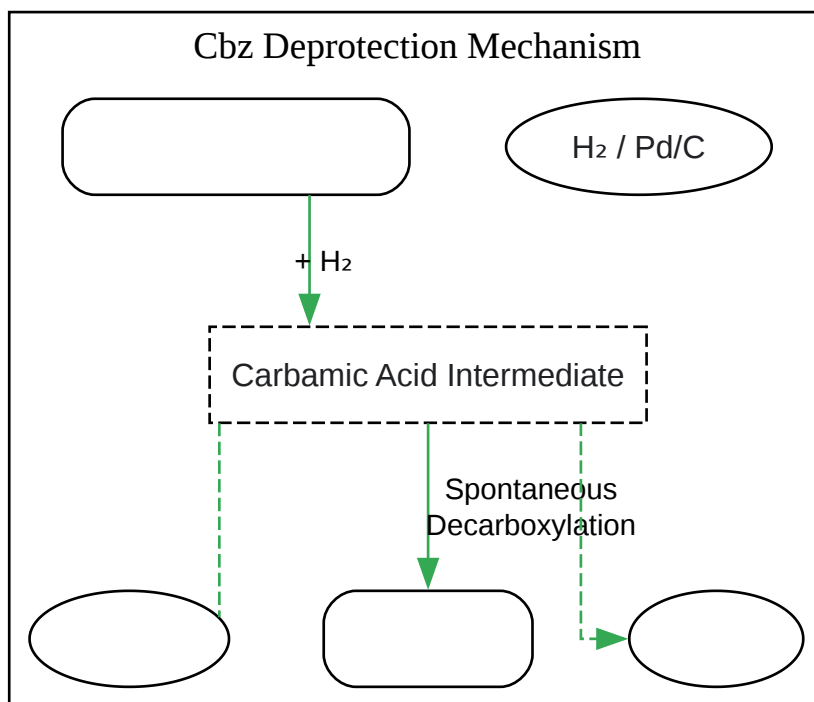 Cbz Deprotection Mechanism
H₂ / Pd/C
+ H₂
Carbamic Acid Intermediate
Spontaneous
Decarboxylation